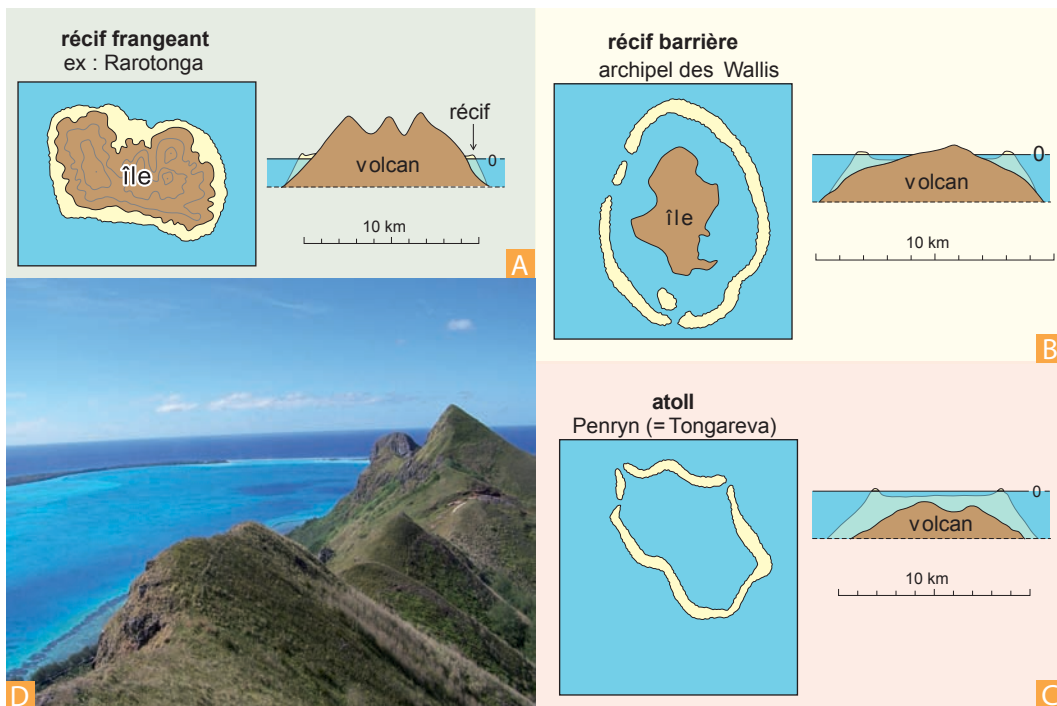 récif frangeant
ex : Rarotonga
récif
0
île
volcan
10 km
A
récif barrière
archipel des Wallis
0
volcan
île
10 km
B
atoll
Penryn (= Tongareva)
0
volcan
10 km
C
D